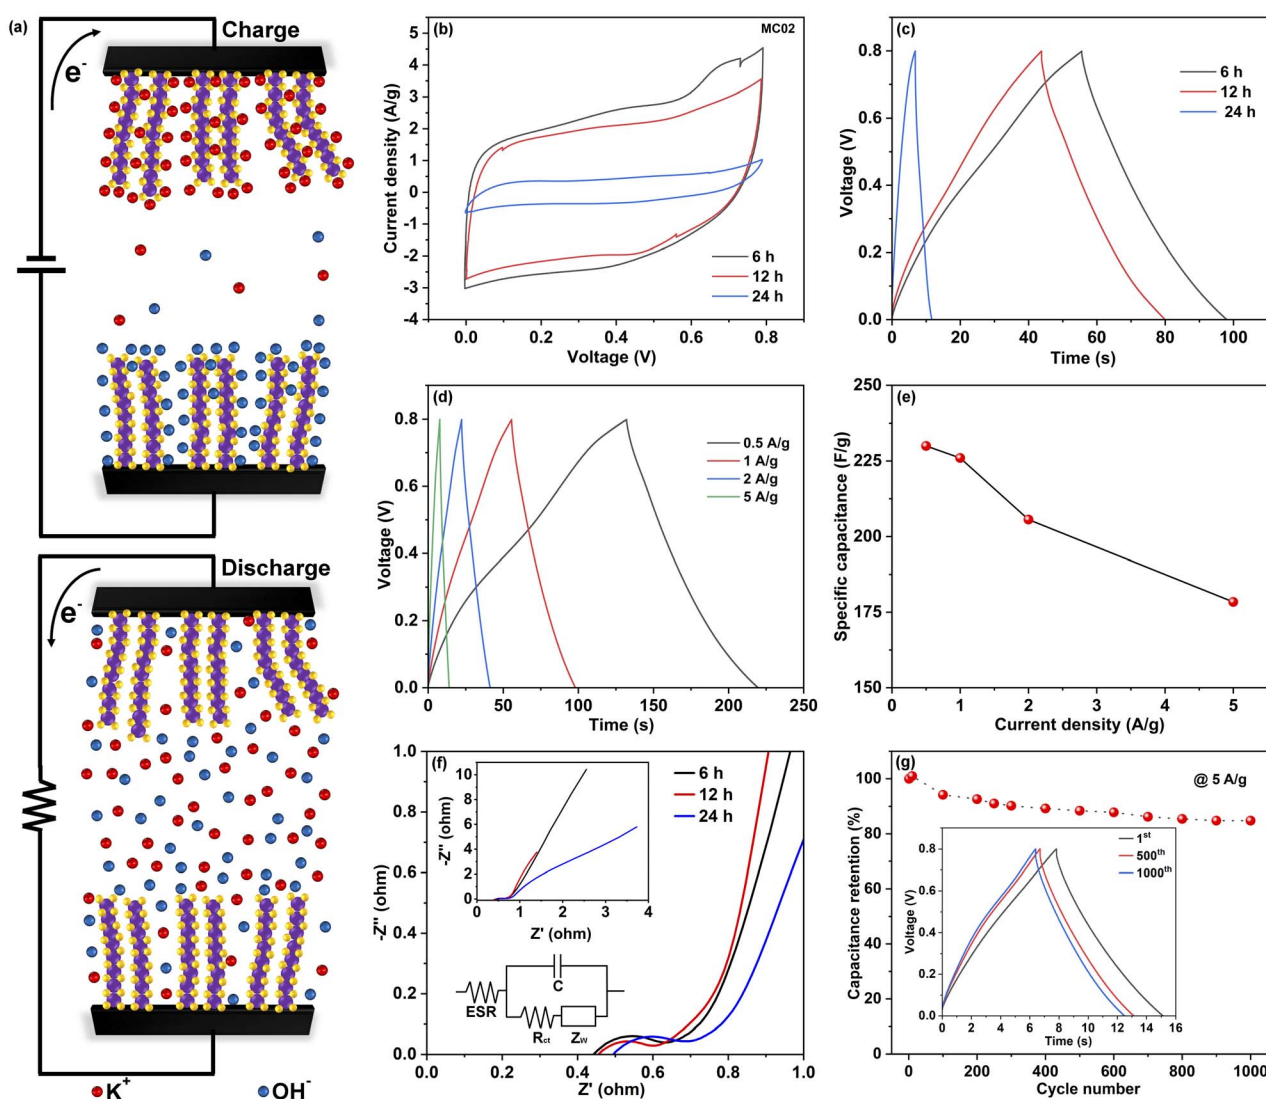 (a)
Charge
e-
Discharge
e-
K+
OH-
(b)
MC02
Current density (A/g)
5
4
3
2
1
0
-1
-2
-3
-4
6 h
12 h
24 h
0.0 0.2 0.4 0.6 0.8
Voltage (V)
(c)
Voltage (V)
0.8
0.6
0.4
0.2
0.0
6 h
12 h
24 h
0 20 40 60 80 100
Time (s)
(d)
Voltage (V)
0.8
0.6
0.4
0.2
0.0
0.5 A/g
1 A/g
2 A/g
5 A/g
0 50 100 150 200 250
Time (s)
(e)
Specific capacitance (F/g)
250
225
200
175
150
0 1 2 3 4 5
Current density (A/g)
(f)
-Z'' (ohm)
1.0
0.8
0.6
0.4
0.2
0.0
6 h
12 h
24 h
-Z'' (ohm)
10
8
6
4
2
0
0 1 2 3 4
Z' (ohm)
ESR
C
Rct
Zw
0.0 0.2 0.4 0.6 0.8 1.0
Z' (ohm)
(g)
@ 5 A/g
Capacitance retention (%)
100
80
60
40
20
0
Voltage (V)
0.8
0.6
0.4
0.2
0.0
1st
500th
1000th
0 2 4 6 8 10 12 14 16
Time (s)
0 200 400 600 800 1000
Cycle number